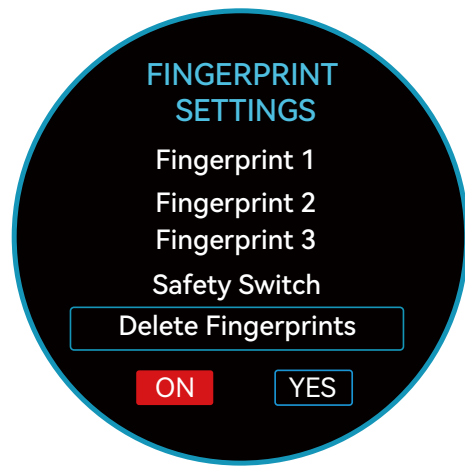 FINGERPRINT
SETTINGS
Fingerprint 1
Fingerprint 2
Fingerprint 3
Safety Switch
Delete Fingerprints
ON YES